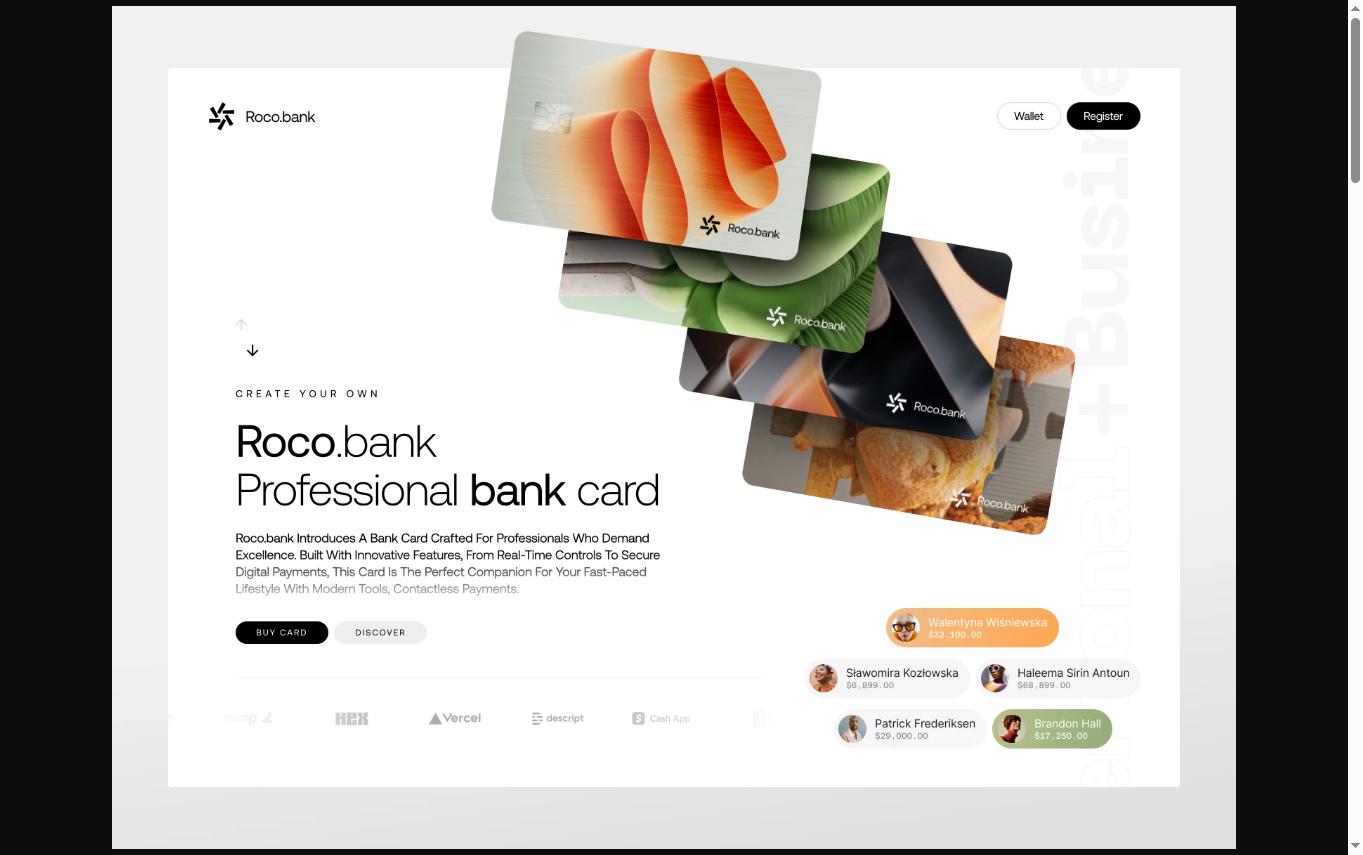 Roco.bank
Wallet
Register
Roco.bank
Roco.bank
Roco.bank
Roco.bank
CREATE YOUR OWN
Roco.bank
Professional bank card
Roco.bank Introduces A Bank Card Crafted For Professionals Who Demand
Excellence. Built With Innovative Features, From Real-Time Controls To Secure
Digital Payments, This Card Is The Perfect Companion For Your Fast-Paced
Lifestyle With Modern Tools, Contactless Payments.
BUY CARD
DISCOVER
HEX
Vercel
descript
Cash App
Walentyna Wiśniewska
$32,100.00
Sławomira Kozłowska
$6,899.00
Haleema Sirin Antoun
$68,899.00
Patrick Frederiksen
$29,000.00
Brandon Hall
$17,250.00